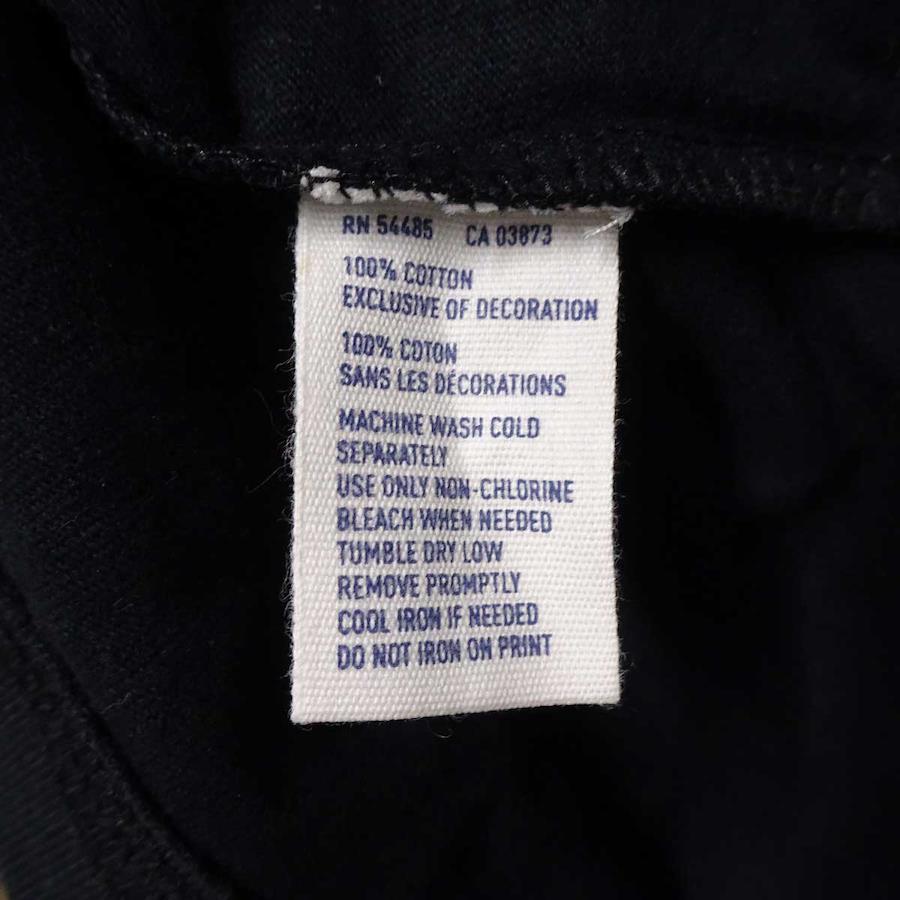 RN 54485 CA 03873
100% COTTON
EXCLUSIVE OF DECORATION
100% COTON
SANS LES DÉCORATIONS
MACHINE WASH COLD
SEPARATELY
USE ONLY NON-CHLORINE
BLEACH WHEN NEEDED
TUMBLE DRY LOW
REMOVE PROMPTLY
COOL IRON IF NEEDED
DO NOT IRON ON PRINT